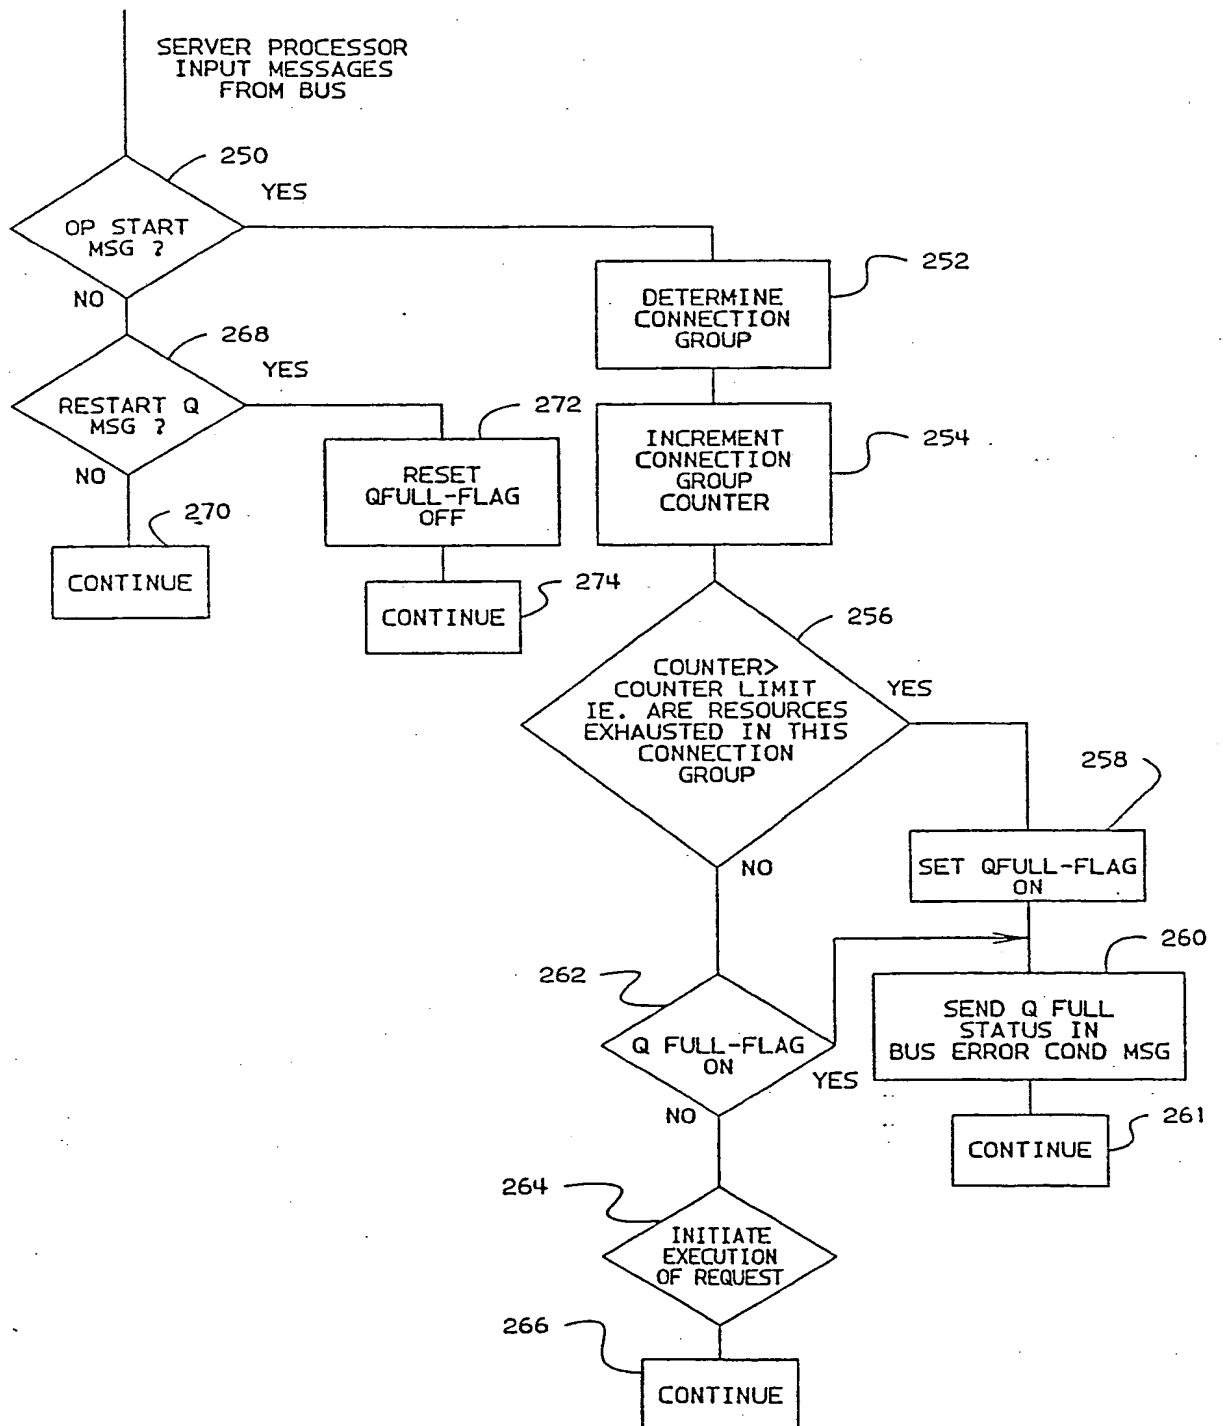 SERVER PROCESSOR
INPUT MESSAGES
FROM BUS
250
YES
OP START
MSG ?
NO
252
DETERMINE
CONNECTION
GROUP
268
YES
RESTART Q
MSG ?
NO
272
RESET
QFULL-FLAG
OFF
254
INCREMENT
CONNECTION
GROUP
COUNTER
270
CONTINUE
274
CONTINUE
256
COUNTER>
COUNTER LIMIT
IE. ARE RESOURCES
EXHAUSTED IN THIS
CONNECTION
GROUP
YES
NO
258
SET QFULL-FLAG
ON
260
SEND Q FULL
STATUS IN
BUS ERROR COND MSG
262
Q FULL-FLAG
ON
YES
NO
261
CONTINUE
264
INITIATE
EXECUTION
OF REQUEST
266
CONTINUE